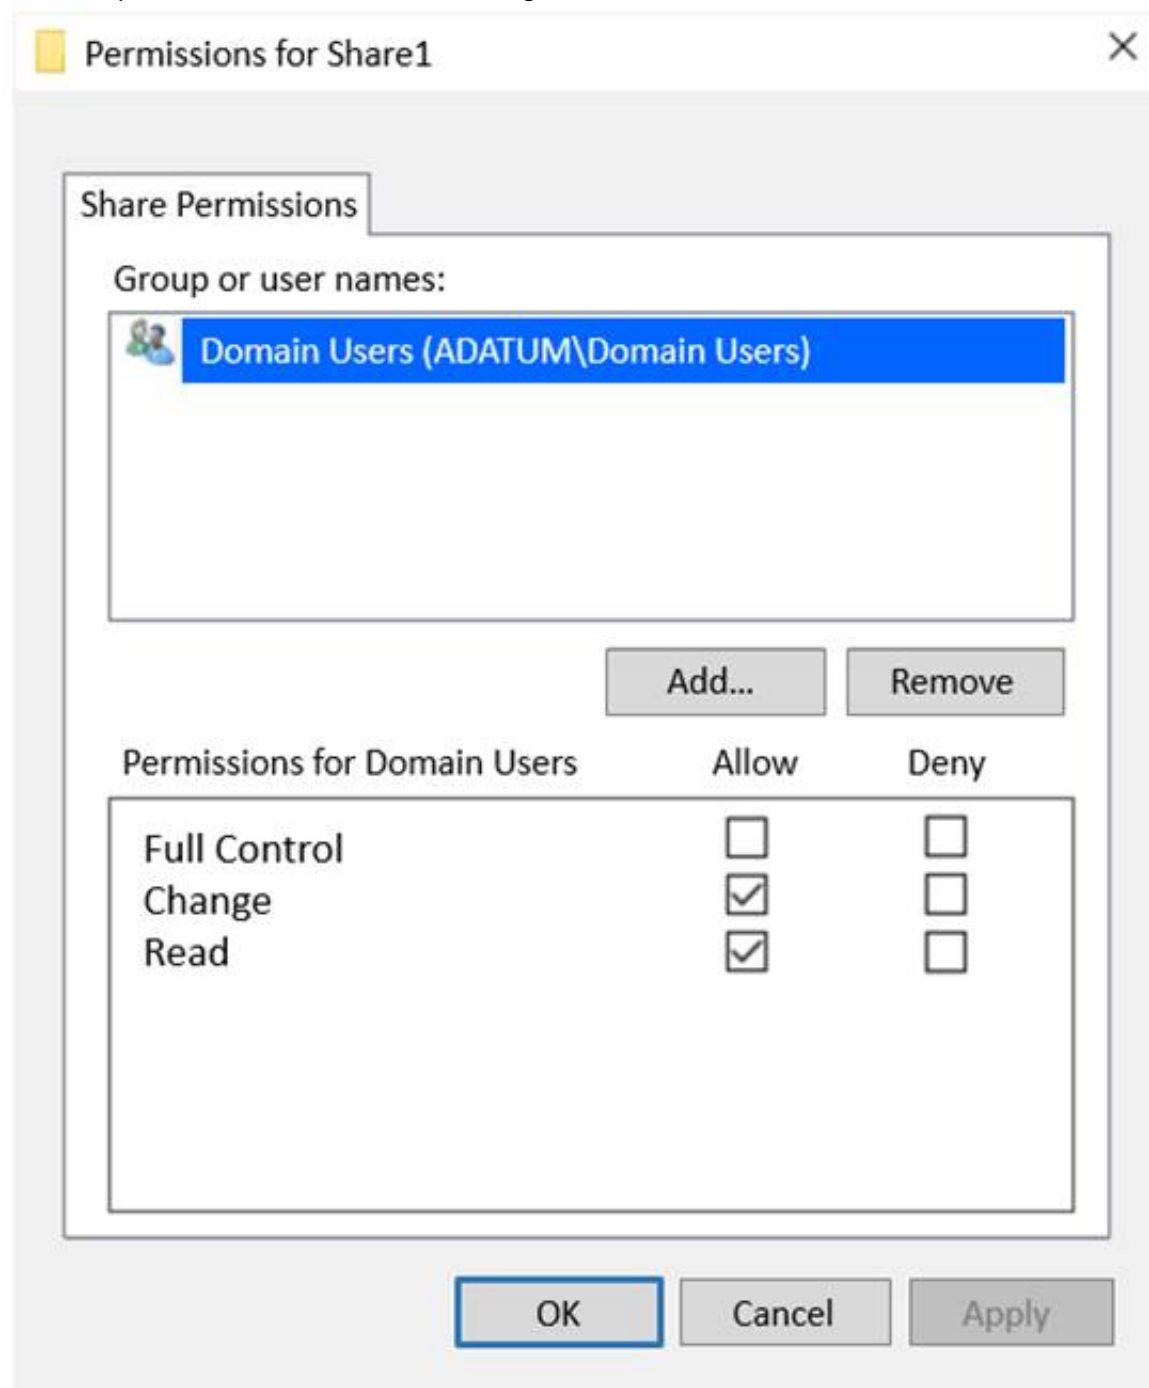 Permissions for Share1
Share Permissions
Group or user names:
Domain Users (ADATUM\Domain Users)
Add...
Remove
Permissions for Domain Users Allow Deny
Full Control
Change
Read
OK
Cancel
Apply